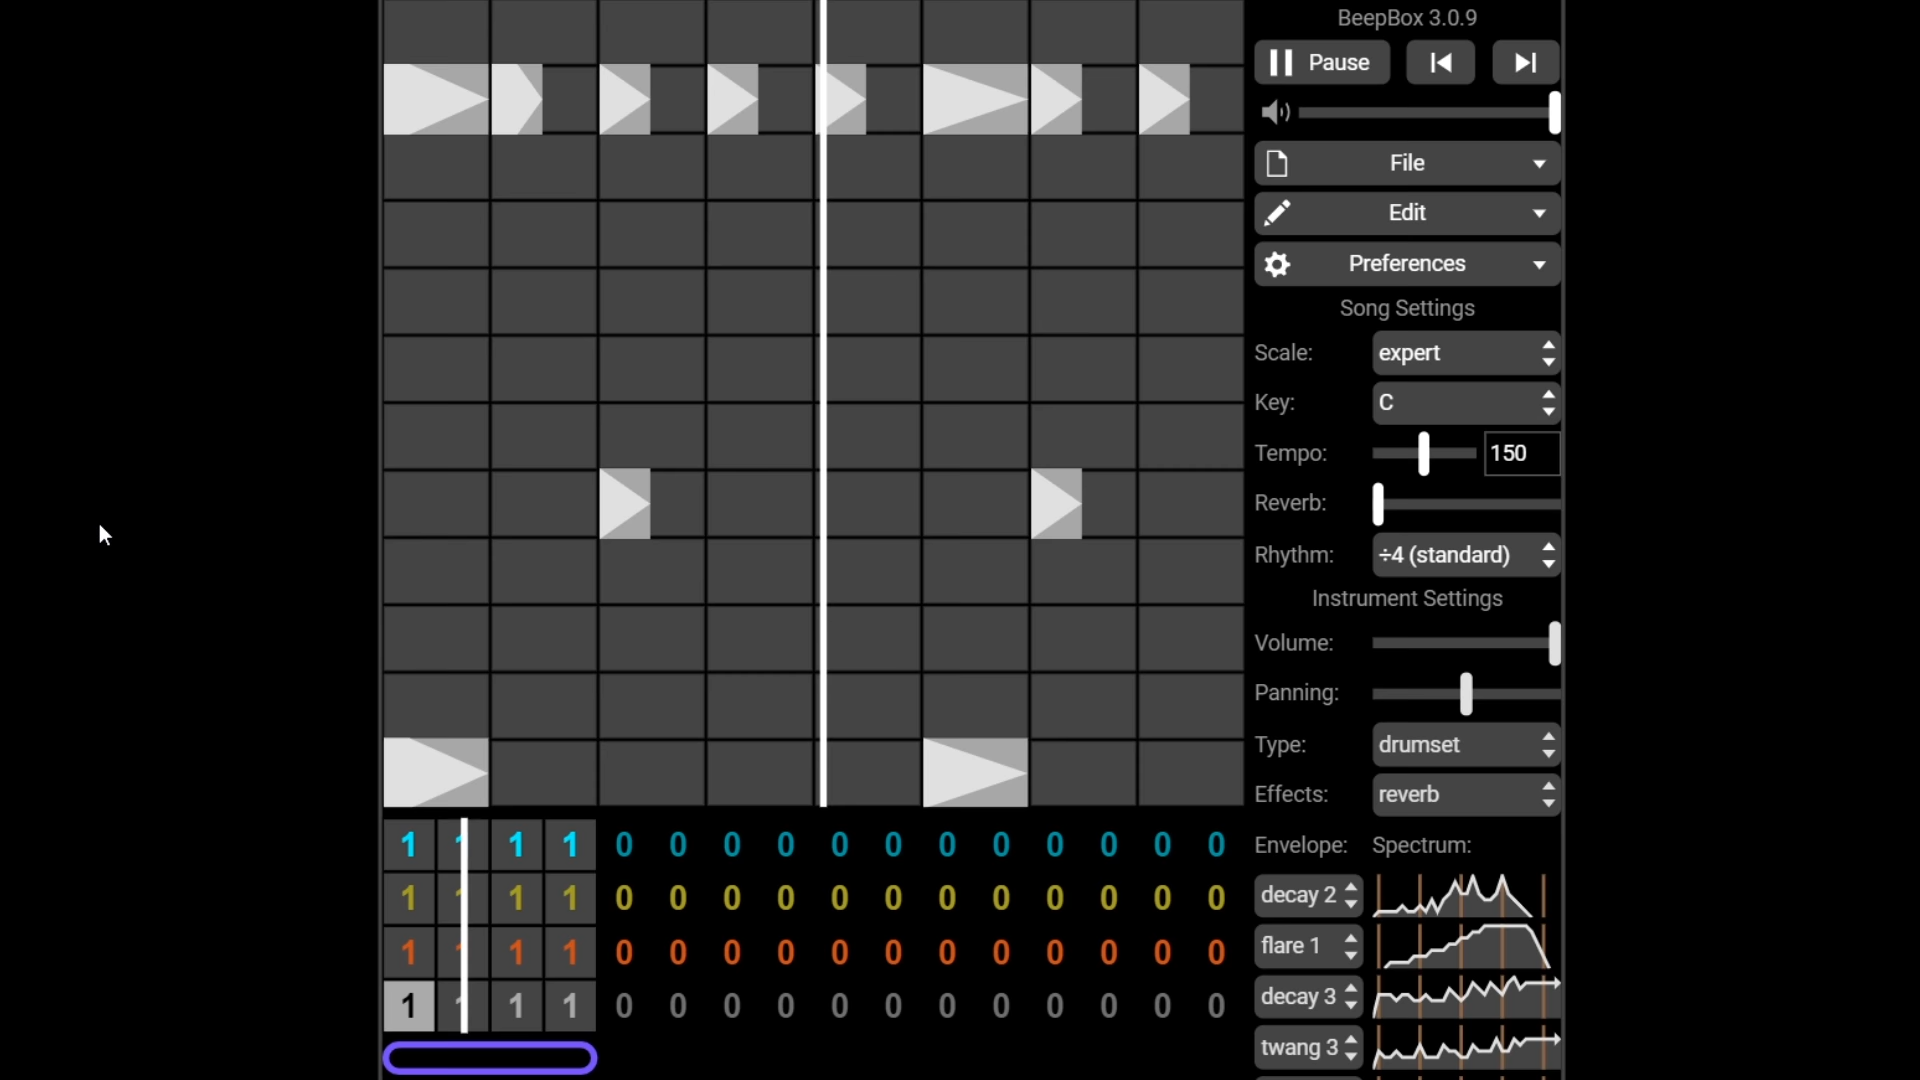 BeepBox 3.0.9
Pause
File
Edit
Preferences
Song Settings
Scale: expert
Key: C
Tempo: 150
Reverb:
Rhythm: ÷4 (standard)
Instrument Settings
Volume:
Panning:
Type: drumset
Effects: reverb
1 1 1 1 0 0 0 0 0 0 0 0 0 0 0 0
Envelope: Spectrum:
1 1 1 1 0 0 0 0 0 0 0 0 0 0 0 0
decay 2
1 1 1 1 0 0 0 0 0 0 0 0 0 0 0 0
flare 1
1 1 1 1 0 0 0 0 0 0 0 0 0 0 0 0
decay 3
twang 3